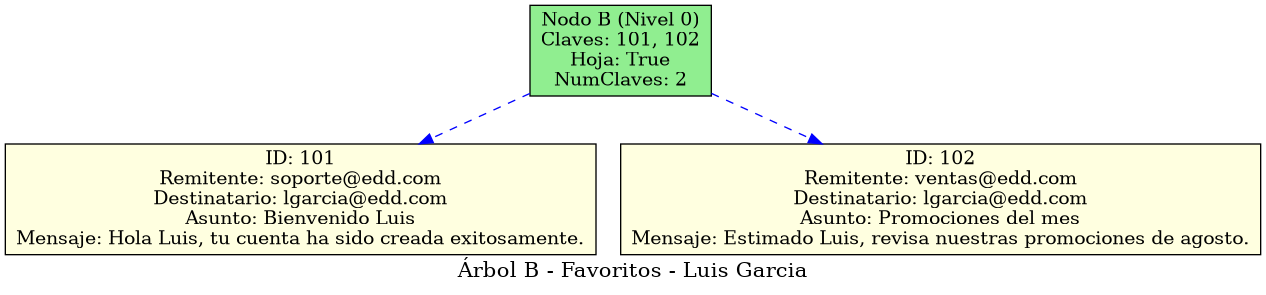 Nodo B (Nivel 0)
Claves: 101, 102
Hoja: True
NumClaves: 2
ID: 101
Remitente: soporte@edd.com
Destinatario: lgarcia@edd.com
Asunto: Bienvenido Luis
Mensaje: Hola Luis, tu cuenta ha sido creada exitosamente.
ID: 102
Remitente: ventas@edd.com
Destinatario: lgarcia@edd.com
Asunto: Promociones del mes
Mensaje: Estimado Luis, revisa nuestras promociones de agosto.
Árbol B - Favoritos - Luis Garcia